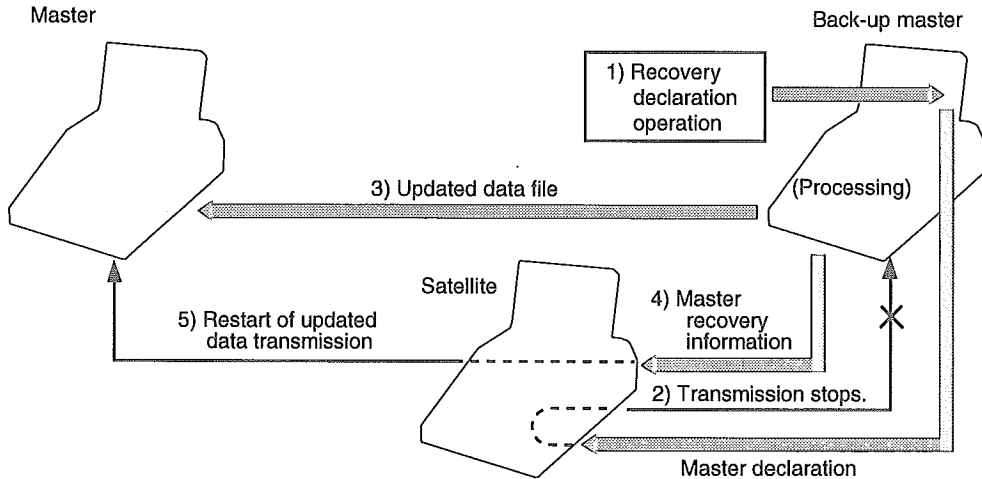 Master
Back-up master
1) Recovery
declaration
operation
3) Updated data file
(Processing)
Satellite
4) Master
recovery
information
5) Restart of updated
data transmission
2) Transmission stops.
Master declaration